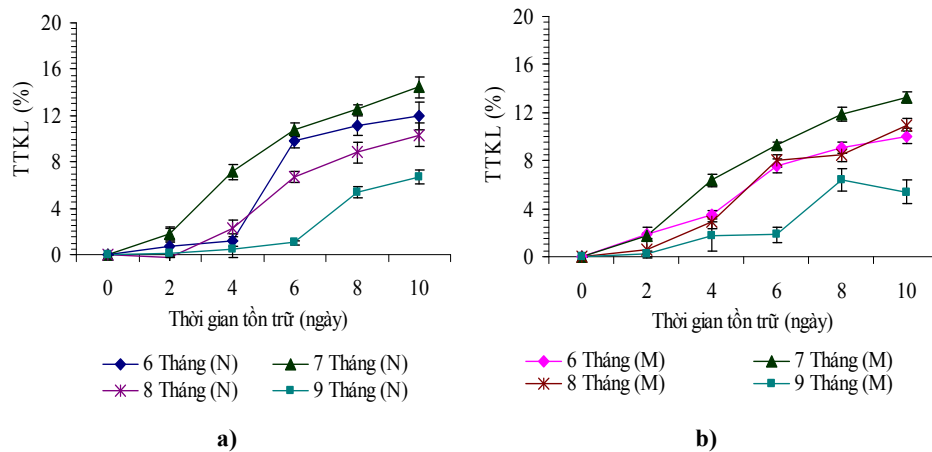 20
16
12
8
4
0
TTKL (%)
0 2 4 6 8 10
Thời gian tồn trữ (ngày)
6 Tháng (N) 7 Tháng (N)
8 Tháng (N) 9 Tháng (N)
a)
20
16
12
8
4
0
TTKL (%)
0 2 4 6 8 10
Thời gian tồn trữ (ngày)
6 Tháng (M) 7 Tháng (M)
8 Tháng (M) 9 Tháng (M)
b)